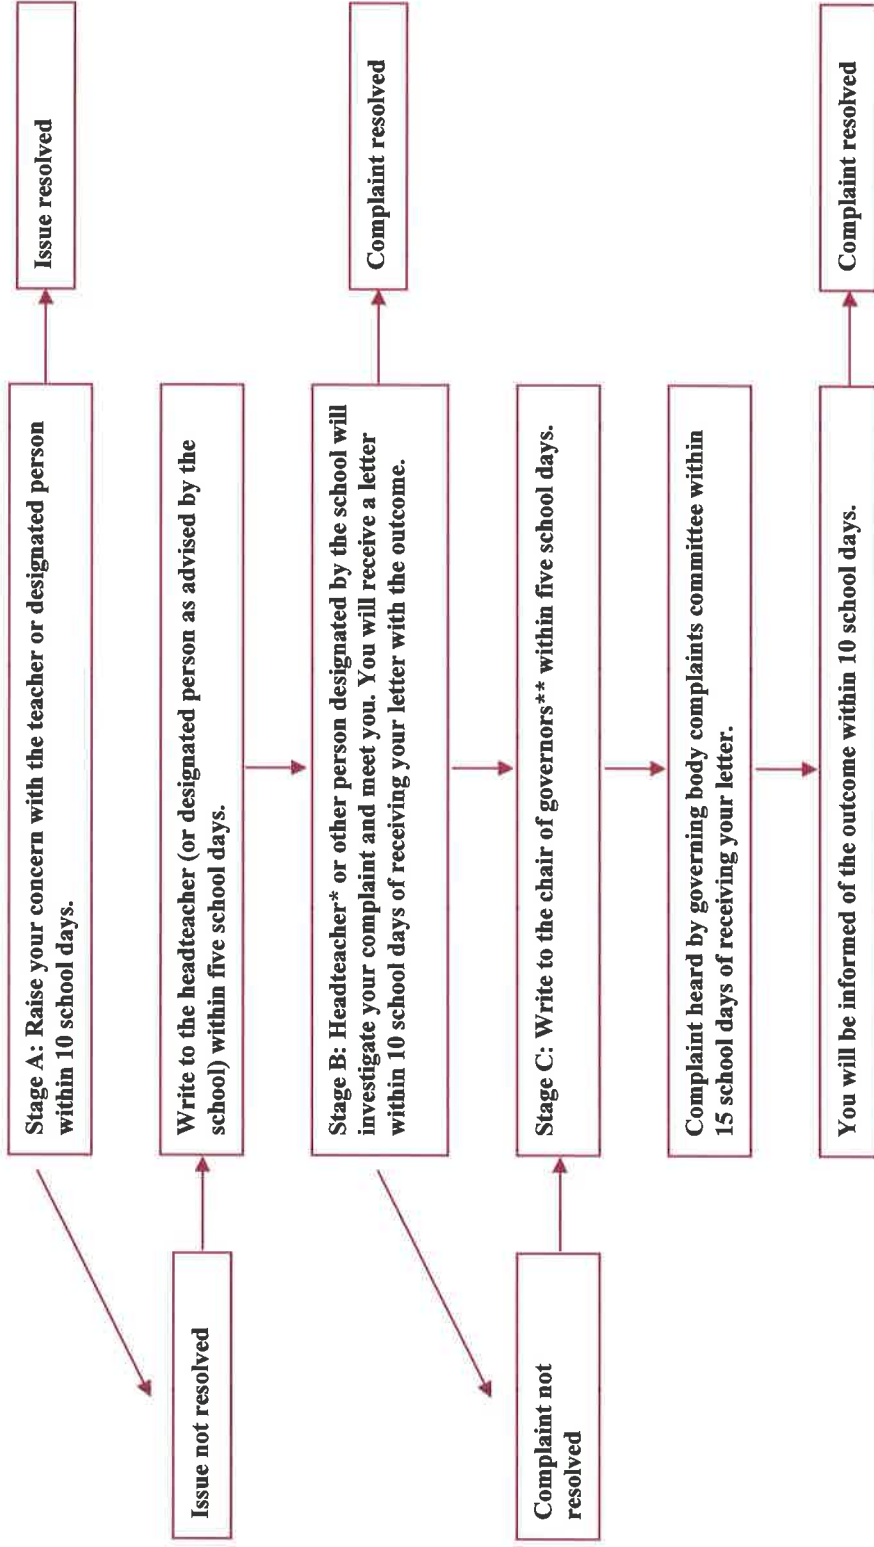 Stage A: Raise your concern with the teacher or designated person
within 10 school days.
Issue resolved
Issue not resolved
Write to the headteacher (or designated person as advised by the
school) within five school days.
Stage B: Headteacher* or other person designated by the school will
investigate your complaint and meet you. You will receive a letter
within 10 school days of receiving your letter with the outcome.
Complaint resolved
Complaint not
resolved
Stage C: Write to the chair of governors** within five school days.
Complaint heard by governing body complaints committee within
15 school days of receiving your letter.
You will be informed of the outcome within 10 school days.
Complaint resolved